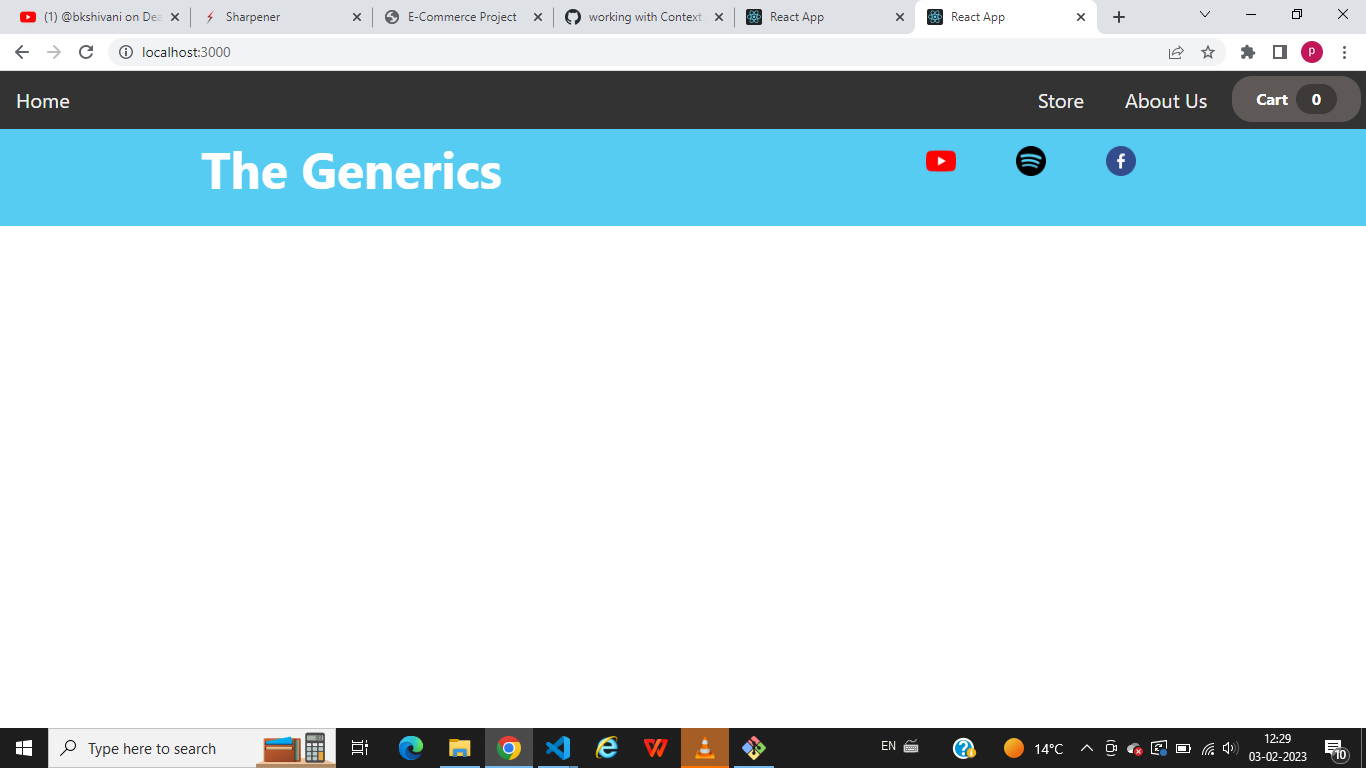 (1) @bkshivani on Dea
Sharpener
E-Commerce Project
working with Context
React App
React App
localhost:3000
P
Home
Store
About Us
Cart 0
The Generics
Type here to search
EN
14°C
12:29
03-02-2023
10